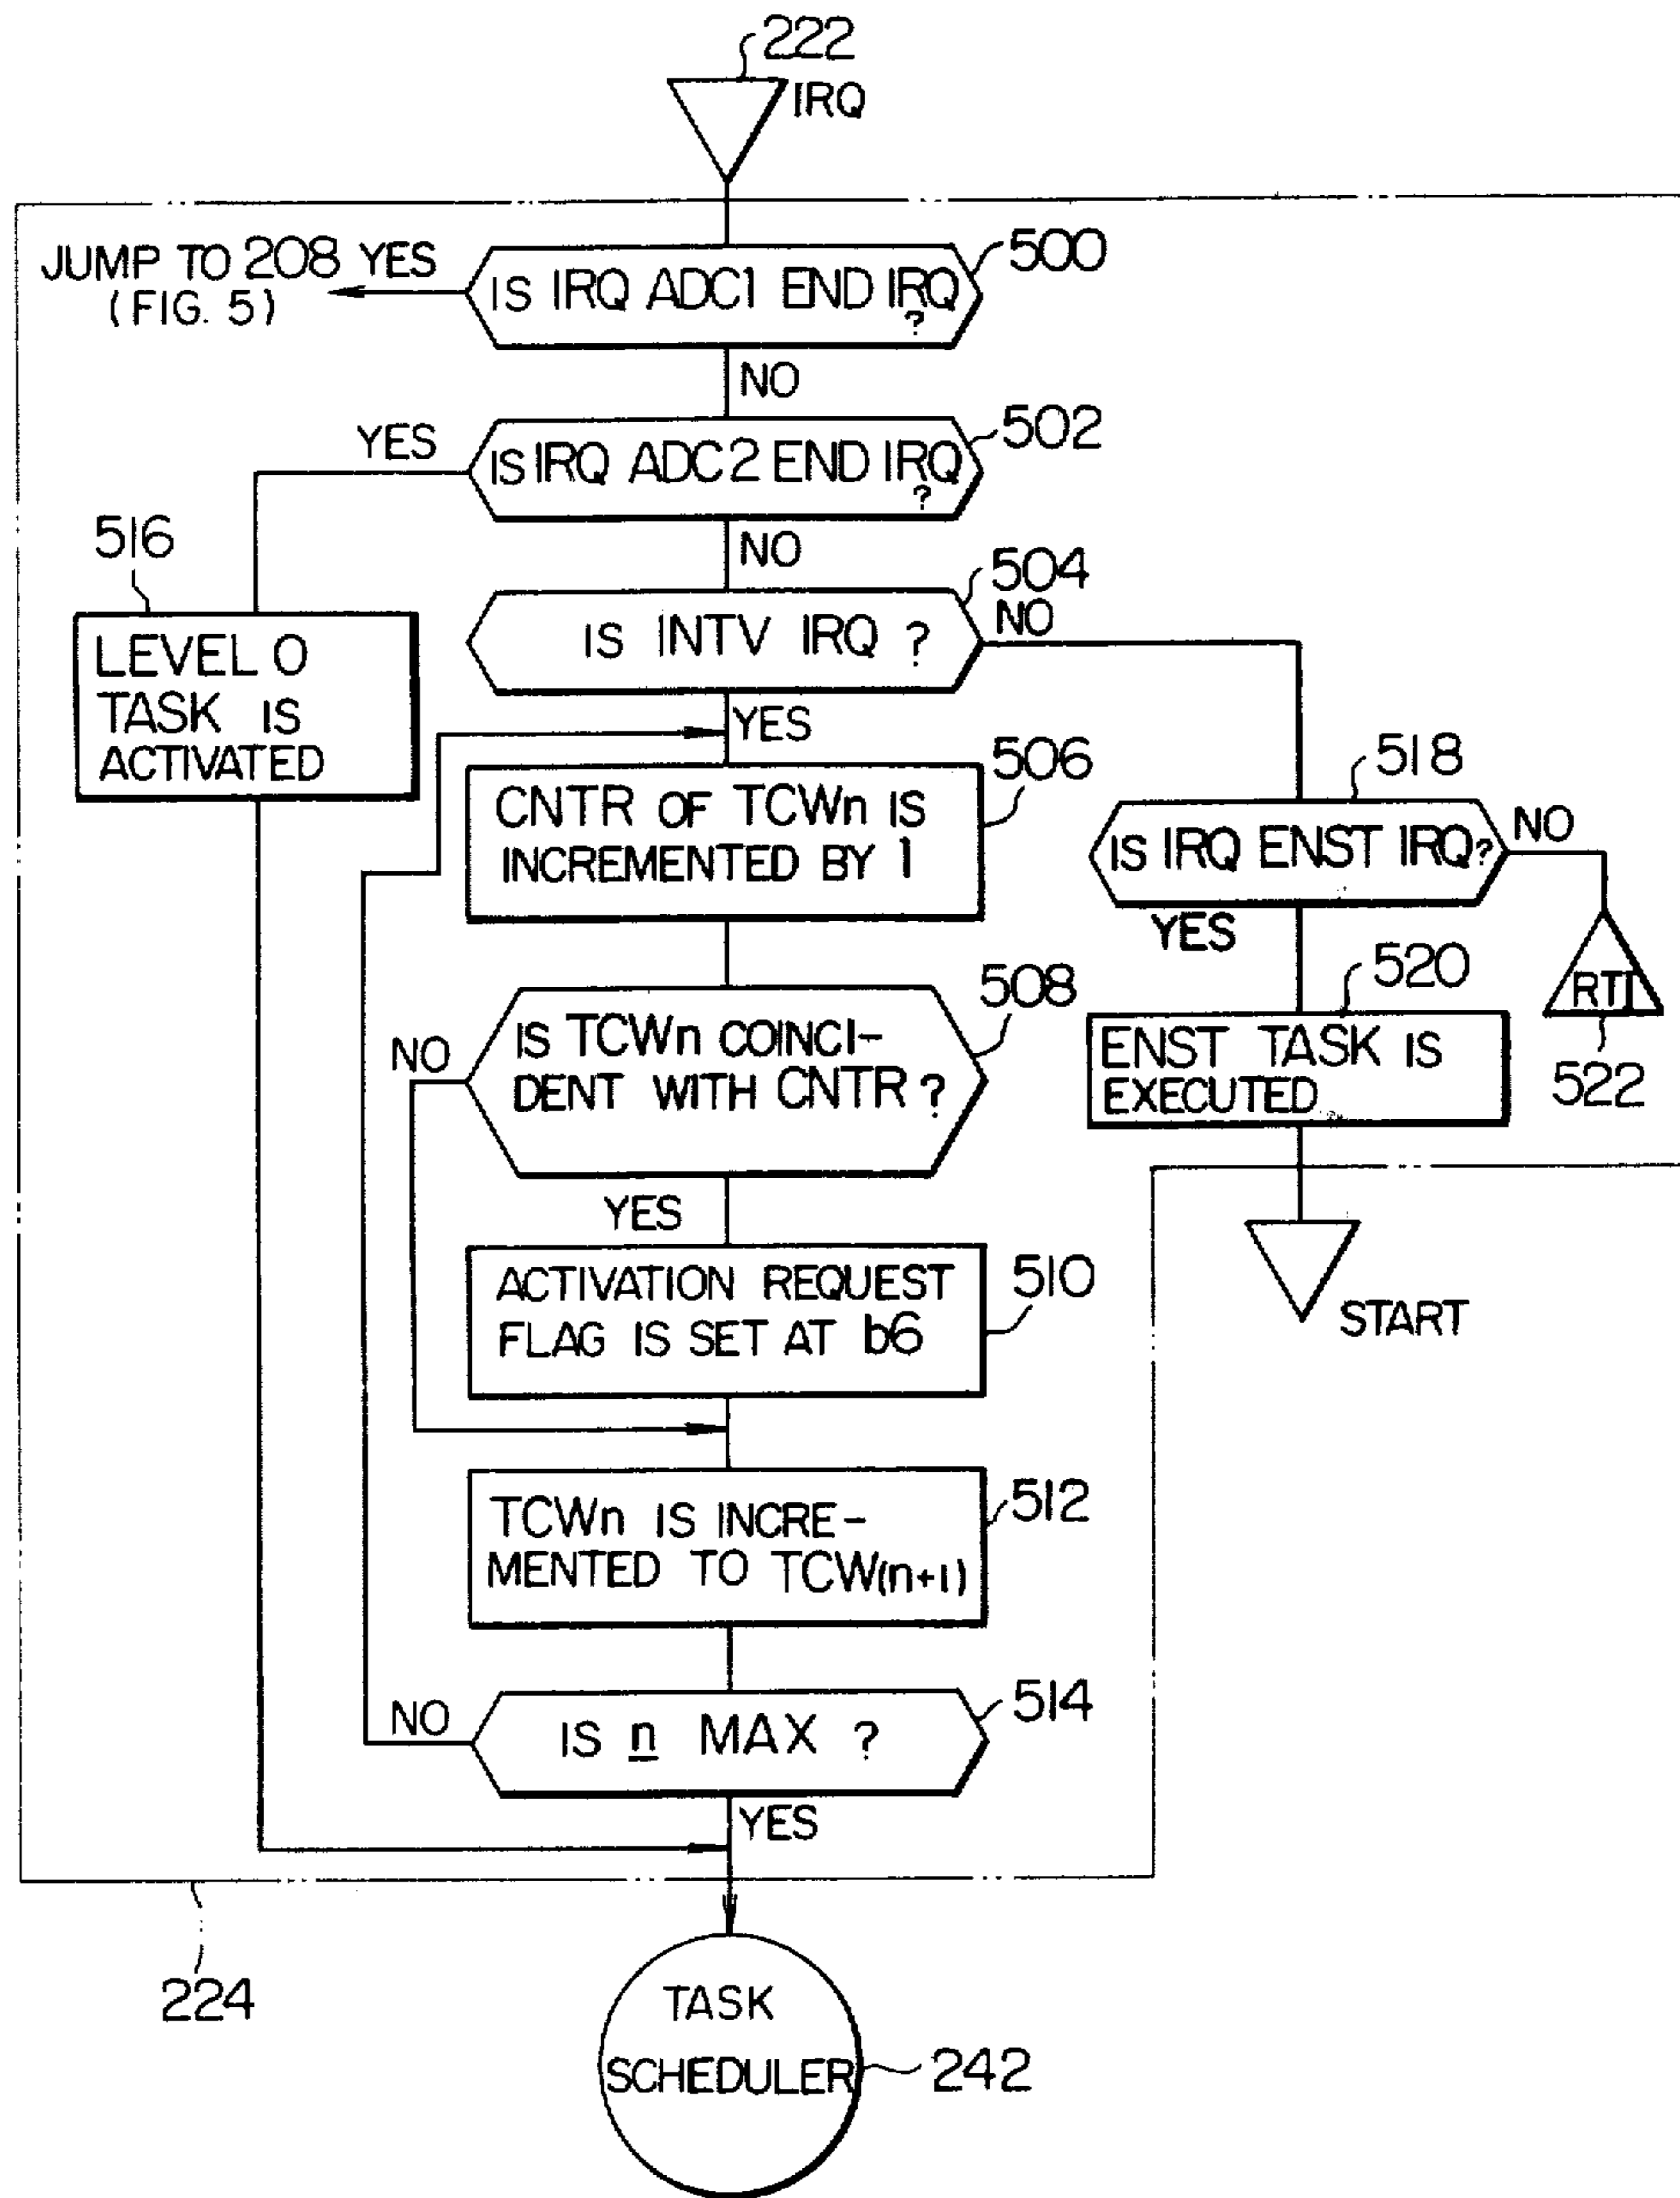 222
IRQ
JUMP TO 208 YES
(FIG. 5)
IS IRQ ADC1 END IRQ
?
500
NO
YES
IS IRQ ADC2 END IRQ
?
502
NO
516
LEVEL 0
TASK IS
ACTIVATED
IS INTV IRQ ?
504
NO
YES
CNTR OF TCWn IS
INCREMENTED BY 1
506
518
IS IRQ ENST IRQ?
NO
YES
RTI
522
520
ENST TASK IS
EXECUTED
START
508
IS TCWn COINCI-
DENT WITH CNTR ?
NO
YES
ACTIVATION REQUEST
FLAG IS SET AT b6
510
TCWn IS INCRE-
MENTED TO TCW(n+1)
512
NO
IS n MAX ?
514
YES
224
TASK
SCHEDULER
242